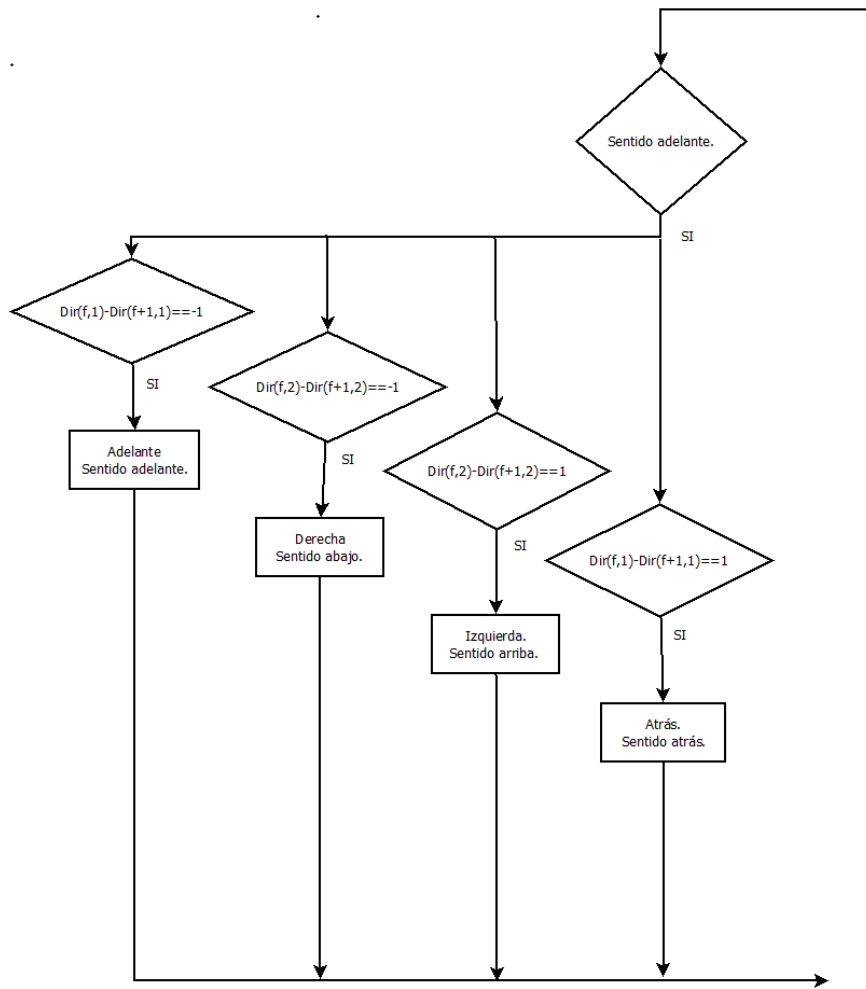 Sentido adelante.
SI
Dir(f,1)-Dir(f+1,1)==-1
SI
Adelante
Sentido adelante.
Dir(f,2)-Dir(f+1,2)==-1
SI
Derecha
Sentido abajo.
Dir(f,2)-Dir(f+1,2)==1
SI
Izquierda.
Sentido arriba.
Dir(f,1)-Dir(f+1,1)==1
SI
Atrás.
Sentido atrás.